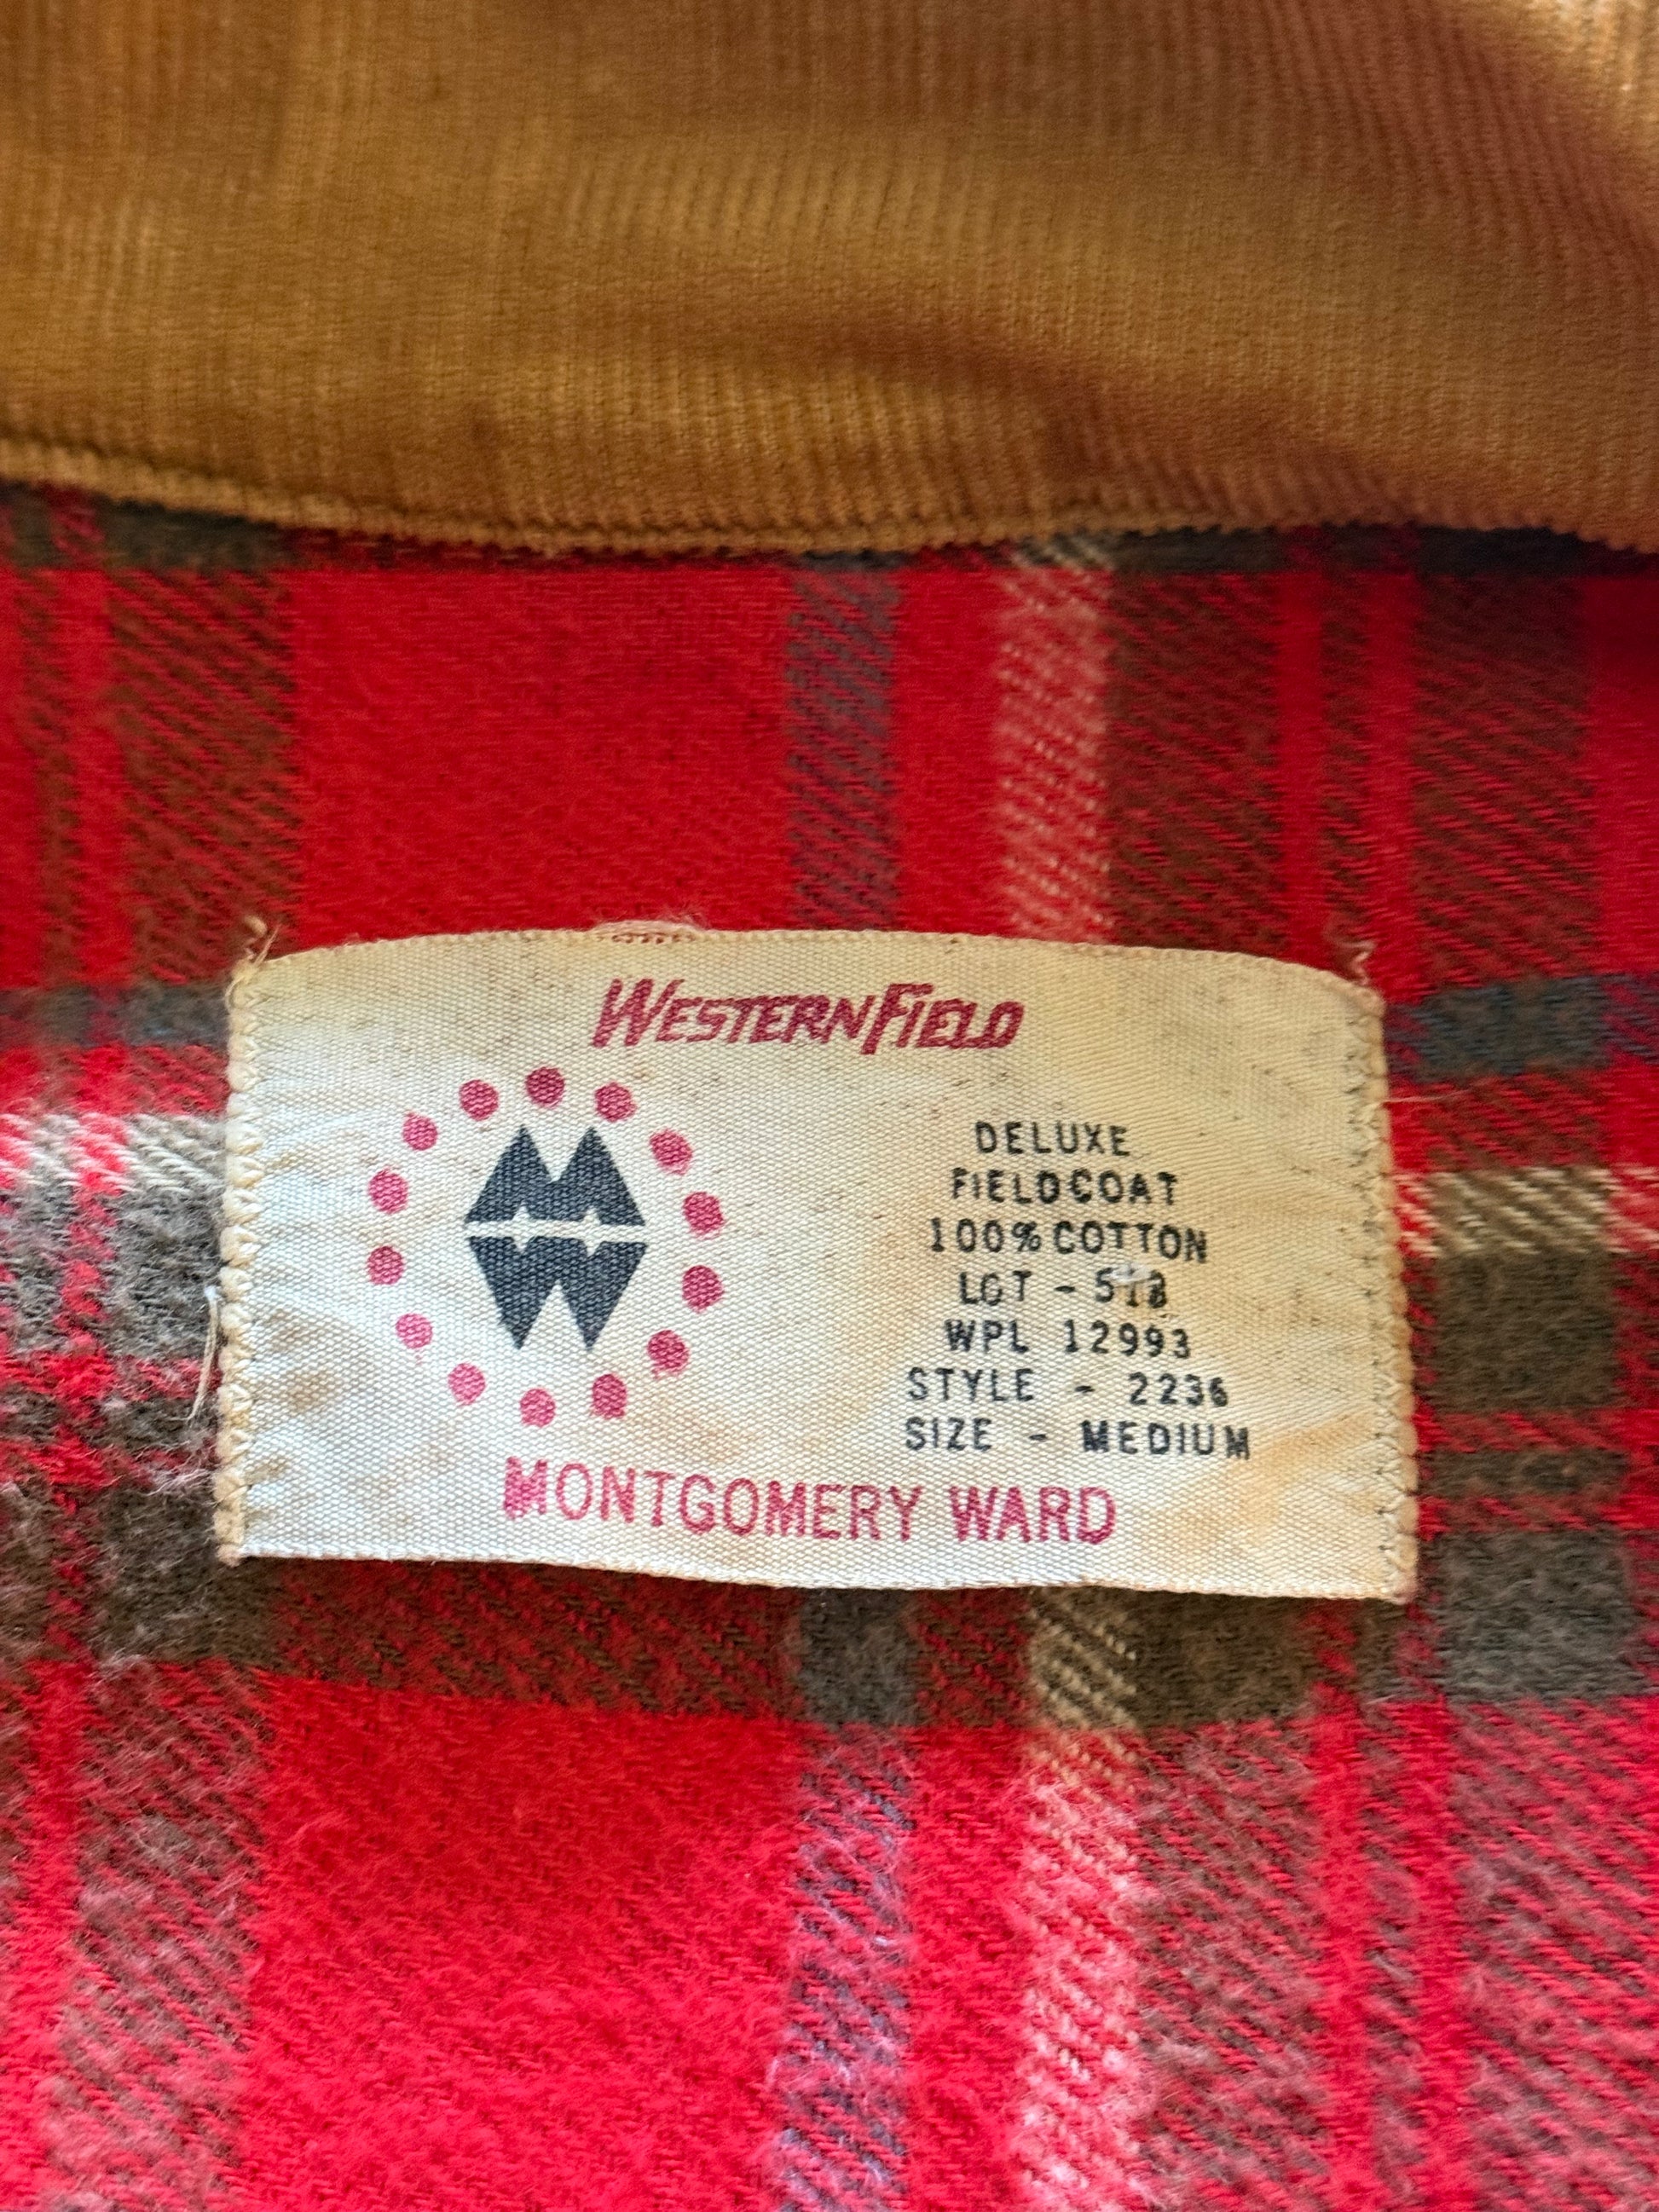 WESTERNFIELD
DELUXE
FIELDCOAT
100% COTTON
LOT - 518
WPL 12993
STYLE - 2236
SIZE - MEDIUM
MONTGOMERY WARD